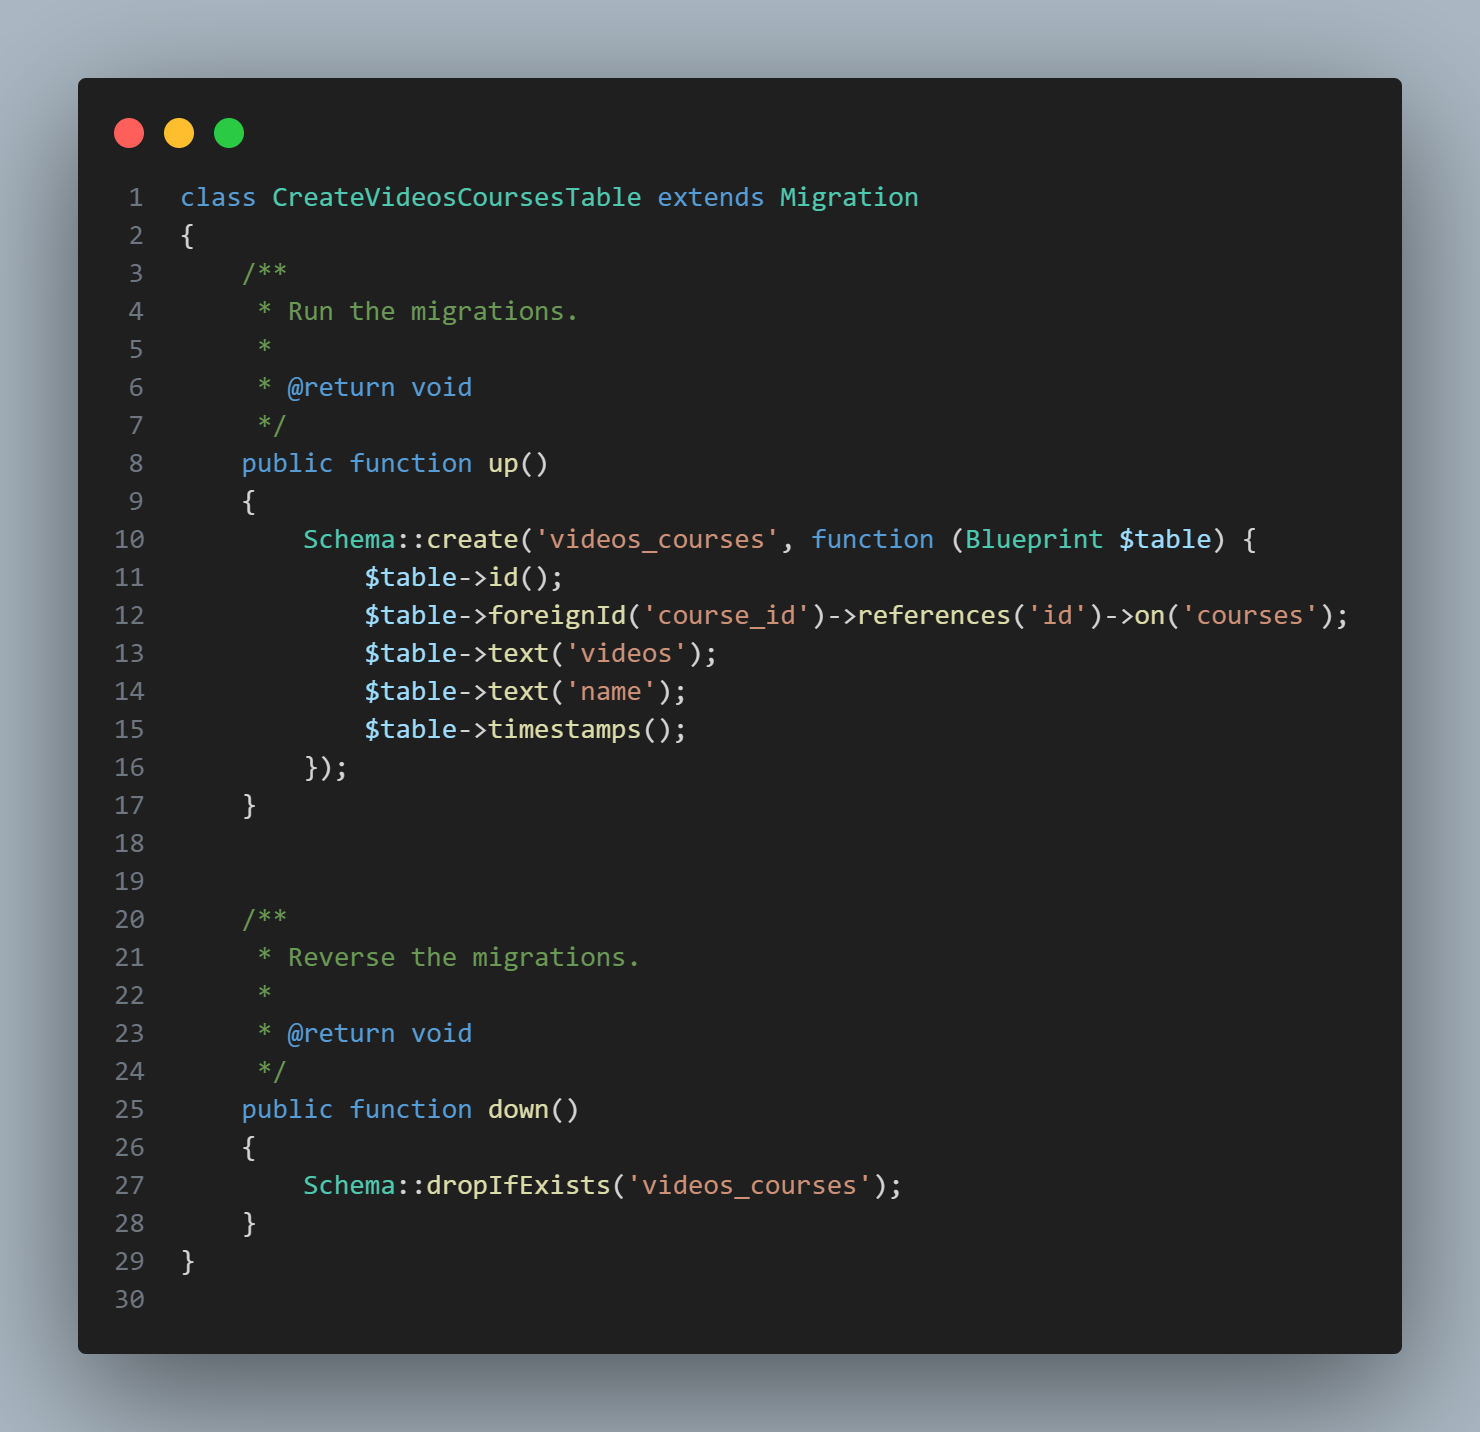 1 class CreateVideosCoursesTable extends Migration
2 {
3     /**
4      * Run the migrations.
5      *
6      * @return void
7      */
8     public function up()
9     {
10         Schema::create('videos_courses', function (Blueprint $table) {
11             $table->id();
12             $table->foreignId('course_id')->references('id')->on('courses');
13             $table->text('videos');
14             $table->text('name');
15             $table->timestamps();
16         });
17     }
18
19
20     /**
21      * Reverse the migrations.
22      *
23      * @return void
24      */
25     public function down()
26     {
27         Schema::dropIfExists('videos_courses');
28     }
29 }
30